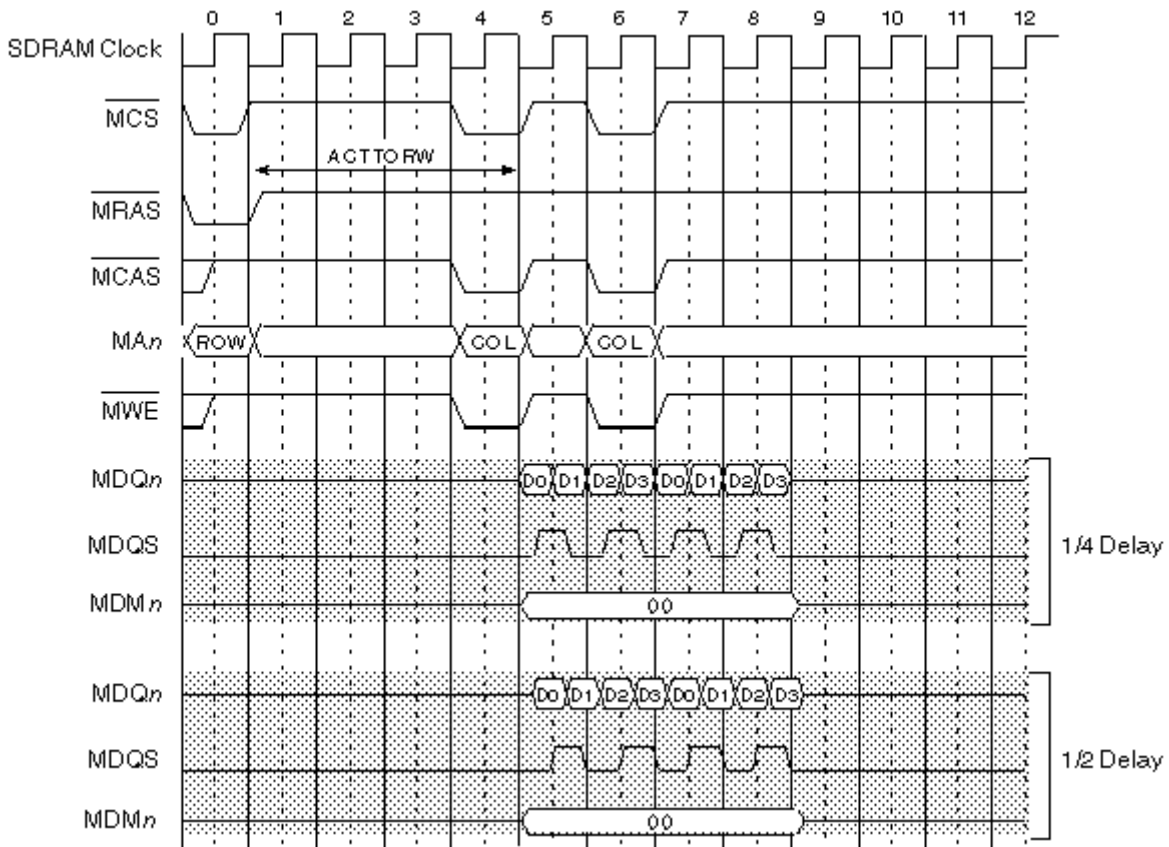 0 1 2 3 4 5 6 7 8 9 10 11 12
SDRAM Clock
MCS
ACTTORW
MRAS
MCAS
MAn ROW COL COL
MWE
MDQn D0 D1 D2 D3 D0 D1 D2 D3
MDQS
1/4 Delay
MDMn 00
MDQn D0 D1 D2 D3 D0 D1 D2 D3
MDQS
1/2 Delay
MDMn 00